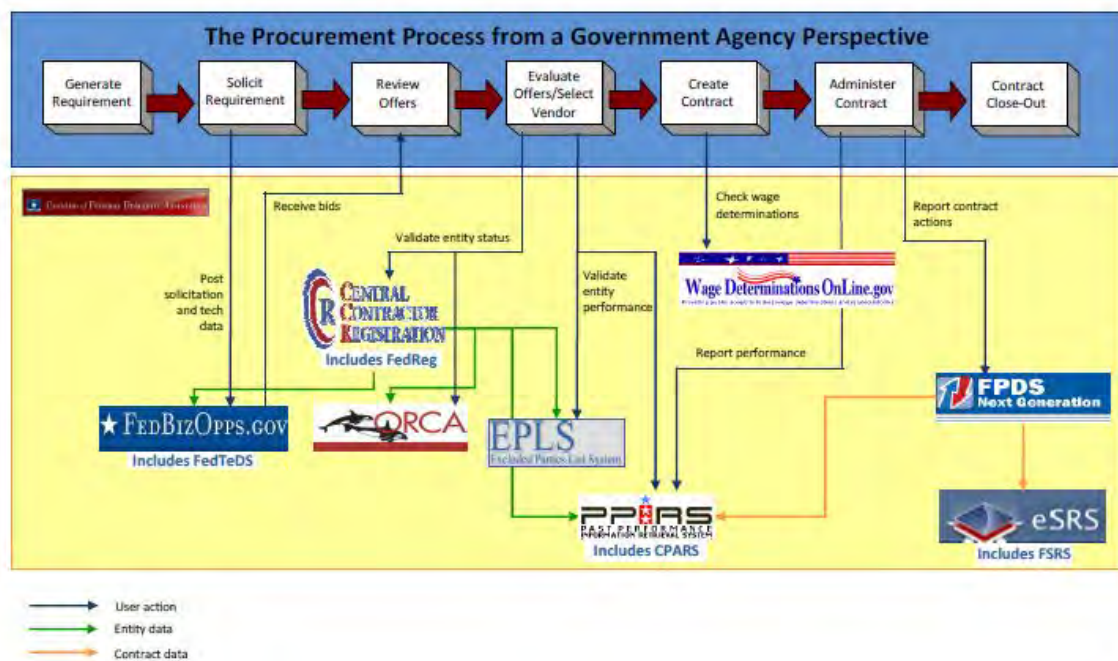 The Procurement Process from a Government Agency Perspective
Generate
Requirement
Solicit
Requirement
Review
Offers
Evaluate
Offers/Select
Vendor
Create
Contract
Administer
Contract
Contract
Close-Out
Receive bids
Validate entity status
Check wage
determinations
Report contract
actions
Post
solicitation
and tech
data
CENTRAL
CONTRACTOR
REGISTRATION
Includes FedReg
Validate
entity
performance
Wage Determinations OnLine.gov
Report performance
FEDBIZOPPS.GOV
Includes FedTeDS
ORCA
EPLS
Excluded Parties List System
FPDS
Next Generation
PPIRS
PAST PERFORMANCE
INFORMATION RETRIEVAL SYSTEM
Includes CPARS
eSRS
Includes FSRS
User action
Entity data
Contract data